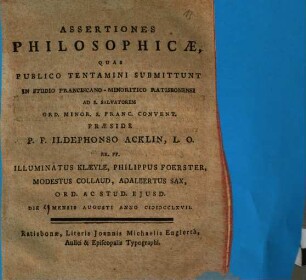 ASSERTIONES
PHILOSOPHICÆ,
QUAS
PUBLICO TENTAMINI SUBMITTUNT
IN STUDIO FRANCISCANO-MINORITICO RATISBONENSI
AD S. SALVATOREM
ORD. MINOR. S. FRANC. CONVENT.
PRÆSIDE
P. F. ILDEPHONSO ACKLIN, L. O.
RR. FF.
ILLUMINATUS KLÆYLE, PHILIPPUS FOERSTER,
MODESTUS COLLAUD, ADALBERTUS SAX,
ORD. AC STUD. EJUSD.
DIE MENSIS AUGUSTI ANNO
Ratisbonæ, Literis Joannis Michaelis Englerth,
Aulici & Episcopalis Typographi.